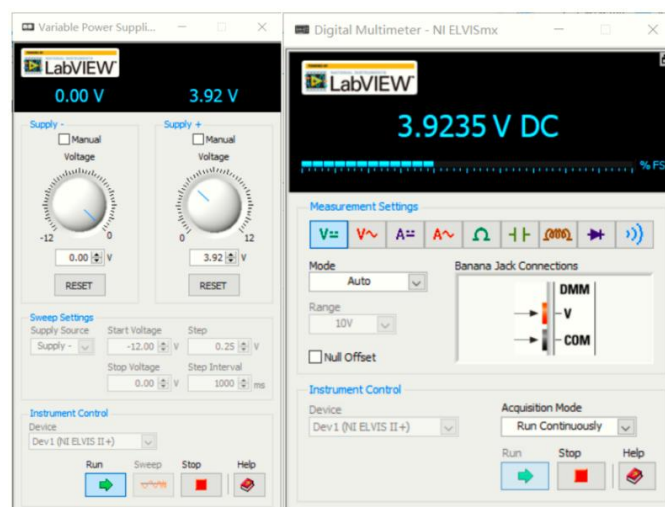 Variable Power Suppli...
LabVIEW
0.00 V 3.92 V
Supply - Supply +
Manual Manual
Voltage Voltage
-12 0 0 12
0.00 V 3.92 V
RESET RESET
Sweep Settings
Supply Source Start Voltage Step
Supply - -12.00 V 0.25 V
Stop Voltage Step Interval
0.00 V 1000 ms
Instrument Control
Device
Dev1 (NI ELVIS II+)
Run Sweep Stop Help
Digital Multimeter - NI ELVISmx
LabVIEW
3.9235 V DC
% FS
Measurement Settings
V V A A Ω
Mode Banana Jack Connections
Auto
Range
10V
Null Offset
DMM
V
COM
Instrument Control
Device Acquisition Mode
Dev1 (NI ELVIS II+) Run Continuously
Run Stop Help